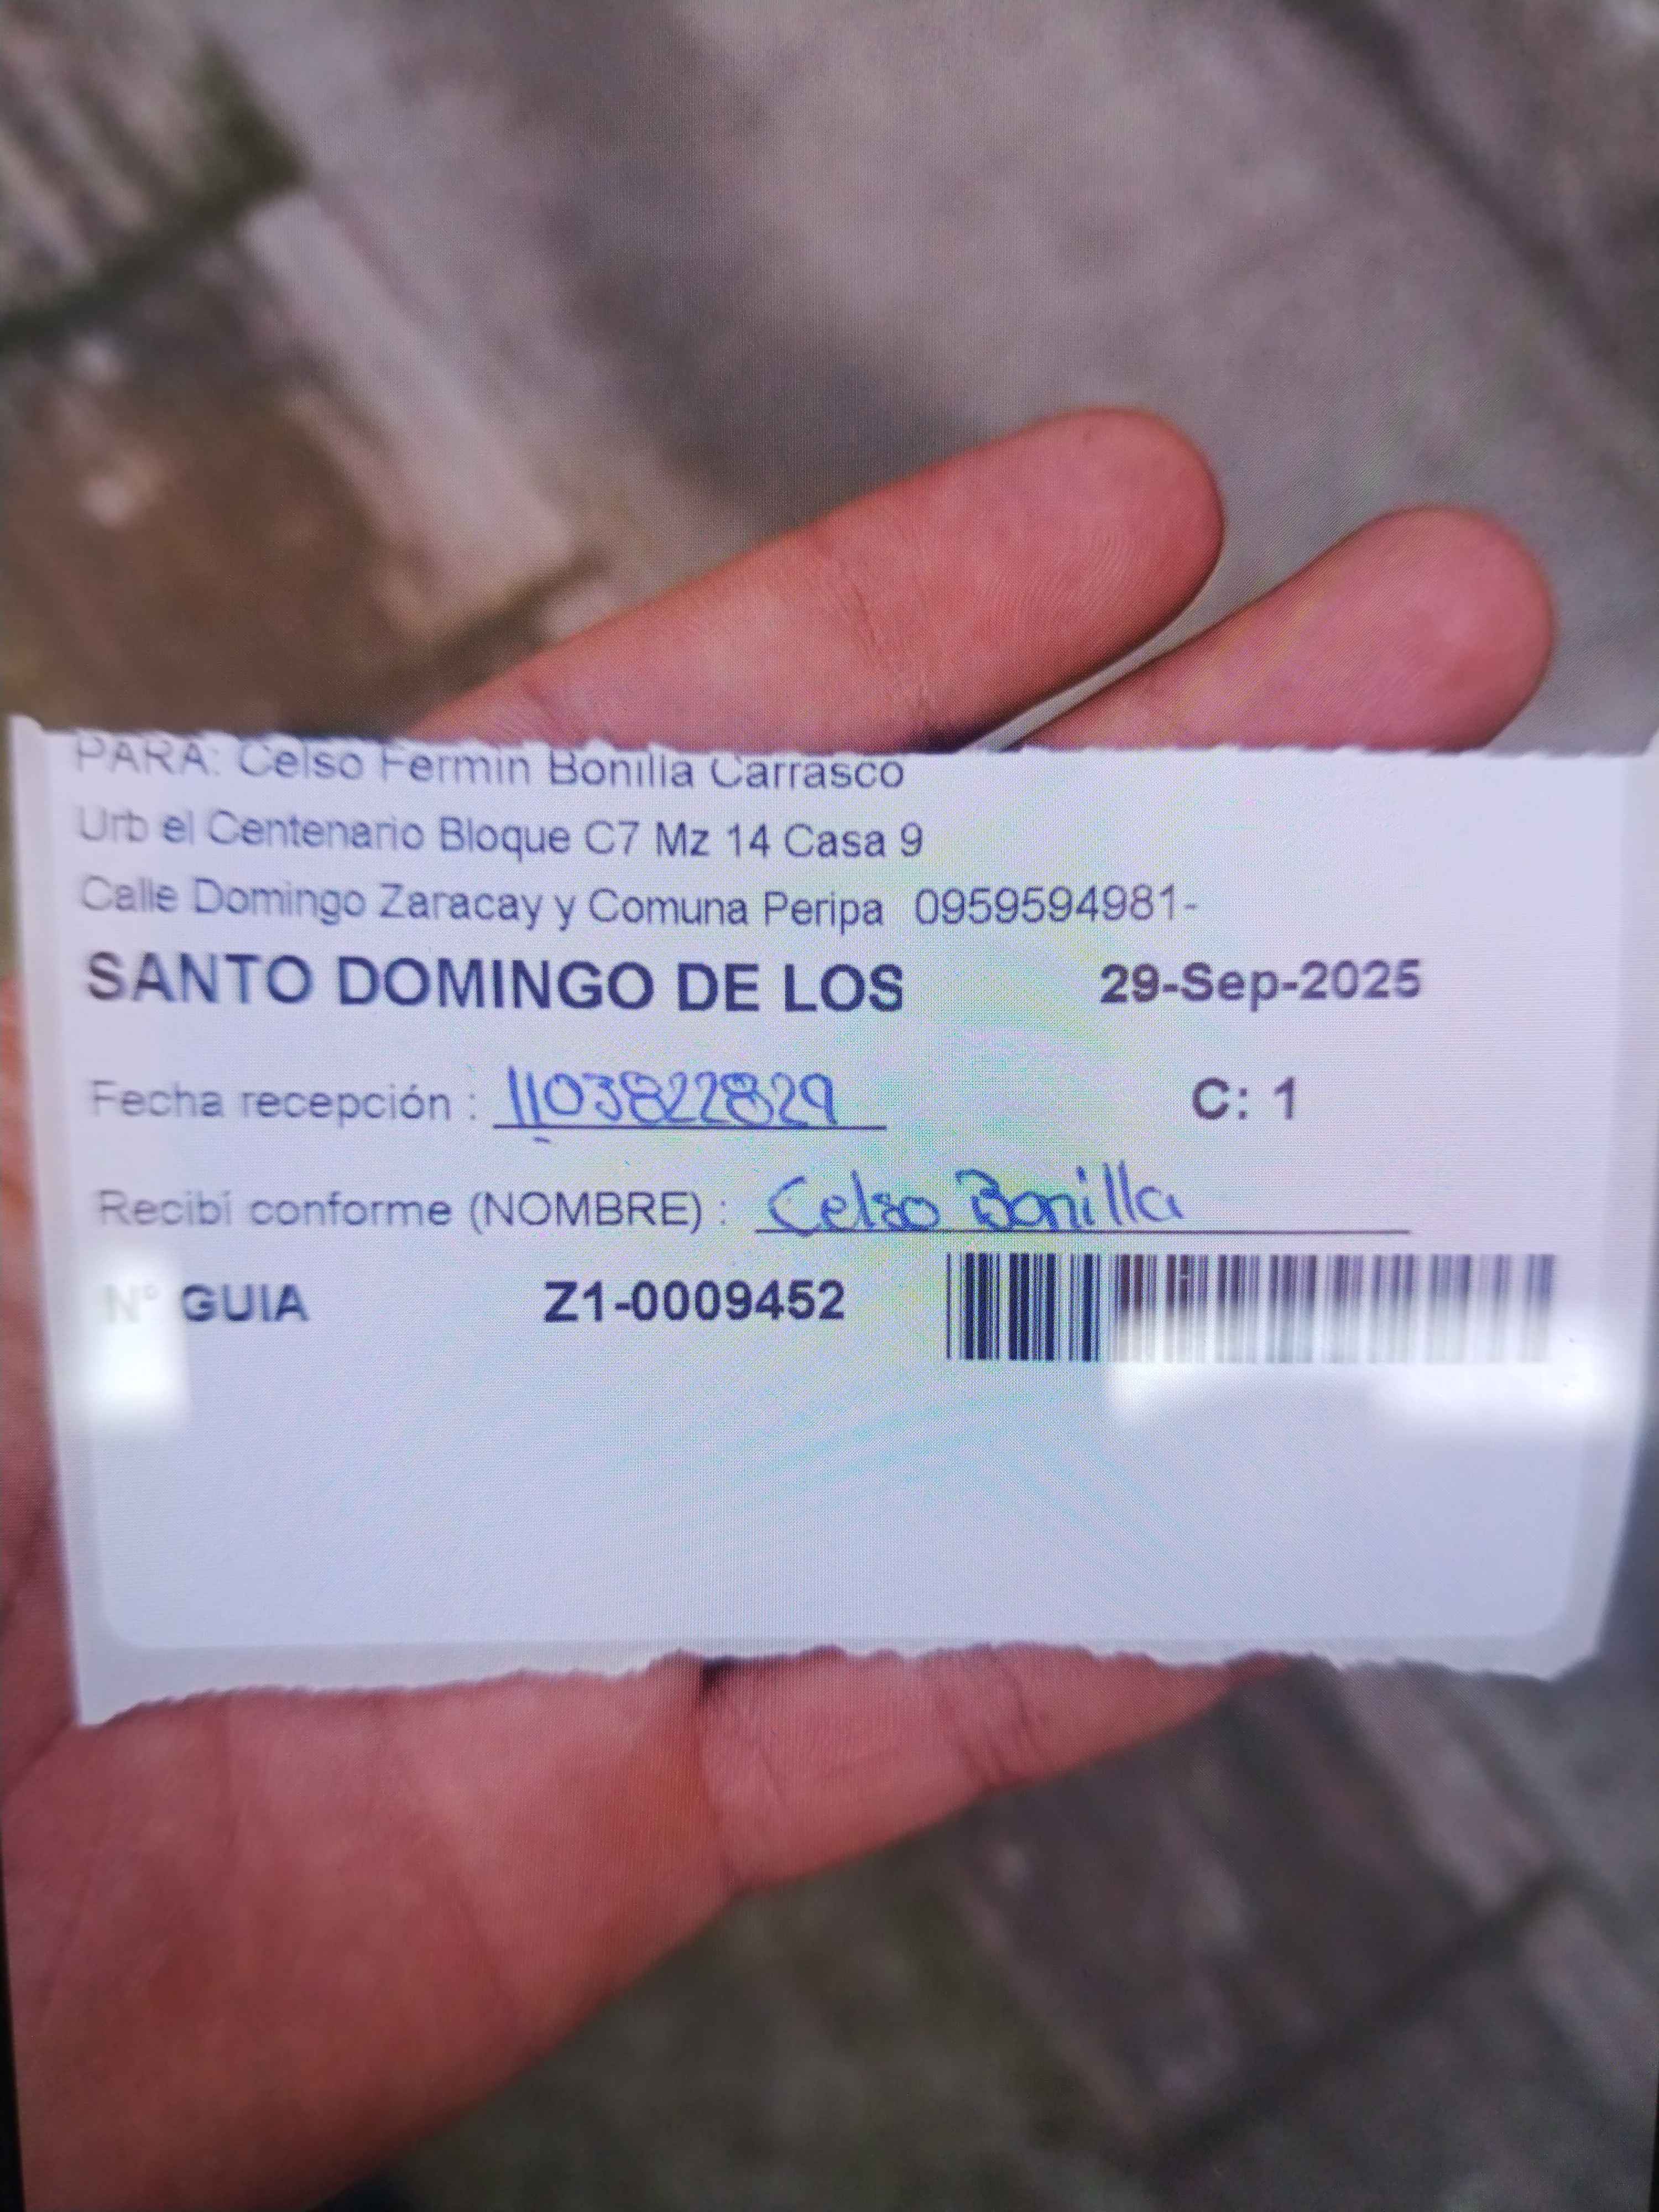 PARA: Celso Fermin Bonilla Carrasco
Urb el Centenario Bloque C7 Mz 14 Casa 9
Calle Domingo Zaracay y Comuna Peripa 0959594981-
SANTO DOMINGO DE LOS 29-Sep-2025
Fecha recepción : 1103822829 C: 1
Recibí conforme (NOMBRE) : Celso Bonilla
N° GUIA Z1-0009452